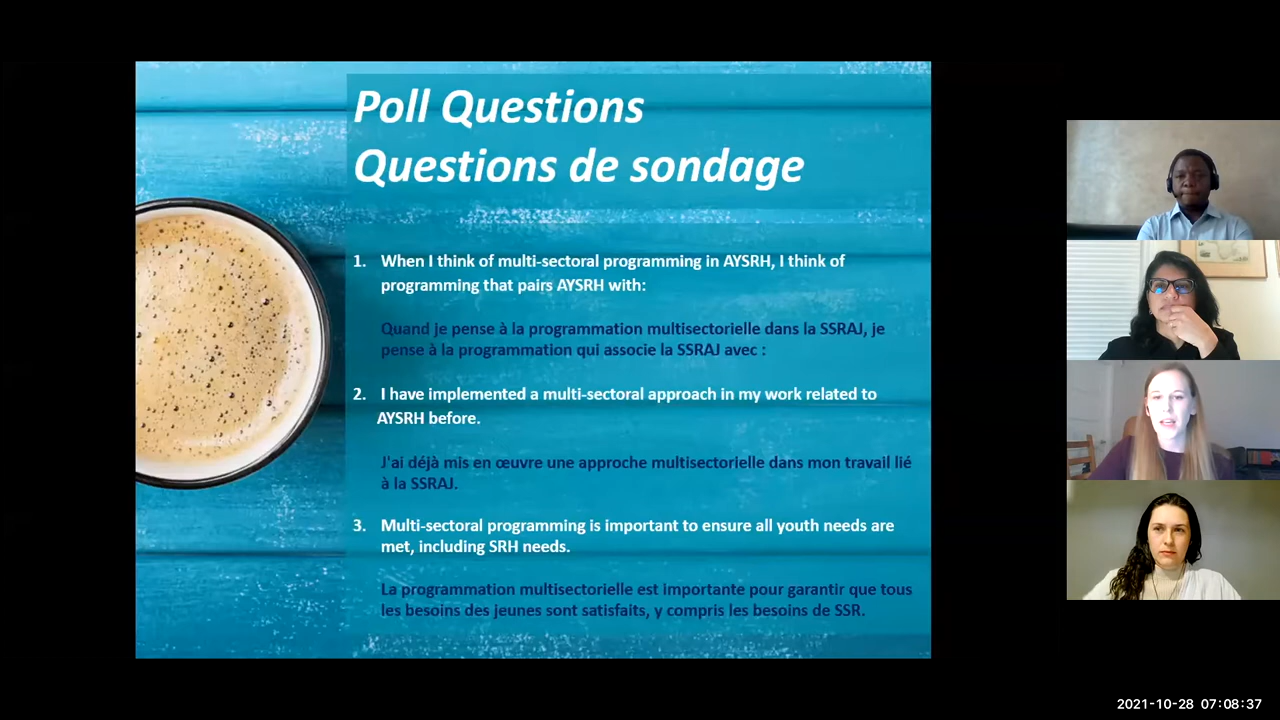 Poll Questions
Questions de sondage
1. When I think of multi-sectoral programming in AYSRH, I think of
programming that pairs AYSRH with:
Quand je pense à la programmation multisectorielle dans la SSRAJ, je
pense à la programmation qui associe la SSRAJ avec :
2. I have implemented a multi-sectoral approach in my work related to
AYSRH before.
J'ai déjà mis en œuvre une approche multisectorielle dans mon travail lié
à la SSRAJ.
3. Multi-sectoral programming is important to ensure all youth needs are
met, including SRH needs.
La programmation multisectorielle est importante pour garantir que tous
les besoins des jeunes sont satisfaits, y compris les besoins de SSR.
2021-10-28 07:08:37